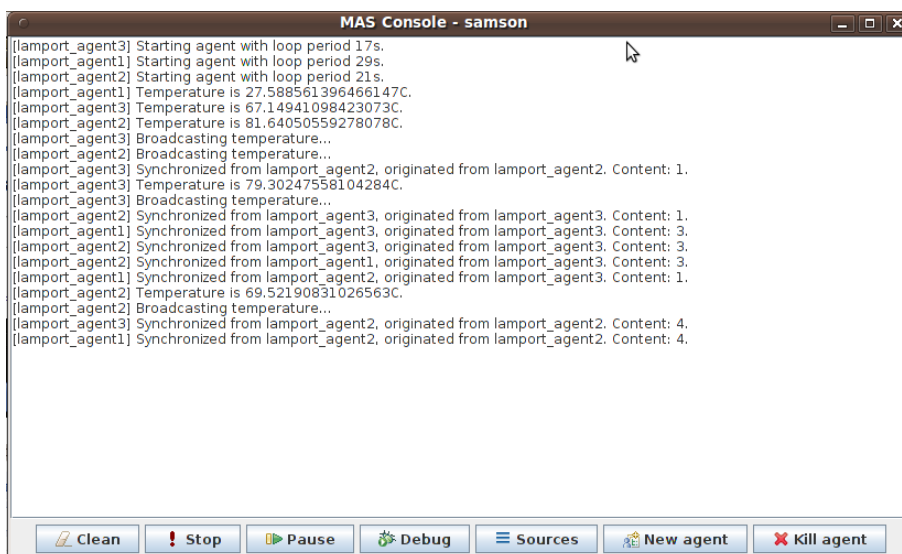 MAS Console - samson
[lamport_agent3] Starting agent with loop period 17s.
[lamport_agent1] Starting agent with loop period 29s.
[lamport_agent2] Starting agent with loop period 21s.
[lamport_agent1] Temperature is 27.588561396466147C.
[lamport_agent3] Temperature is 67.14941098423073C.
[lamport_agent2] Temperature is 81.64050559278078C.
[lamport_agent3] Broadcasting temperature...
[lamport_agent2] Broadcasting temperature...
[lamport_agent3] Synchronized from lamport_agent2, originated from lamport_agent2. Content: 1.
[lamport_agent3] Temperature is 79.30247558104284C.
[lamport_agent3] Broadcasting temperature...
[lamport_agent2] Synchronized from lamport_agent3, originated from lamport_agent3. Content: 1.
[lamport_agent1] Synchronized from lamport_agent3, originated from lamport_agent3. Content: 3.
[lamport_agent2] Synchronized from lamport_agent3, originated from lamport_agent3. Content: 3.
[lamport_agent2] Synchronized from lamport_agent1, originated from lamport_agent3. Content: 3.
[lamport_agent1] Synchronized from lamport_agent2, originated from lamport_agent3. Content: 1.
[lamport_agent2] Temperature is 69.52190831026563C.
[lamport_agent2] Broadcasting temperature...
[lamport_agent3] Synchronized from lamport_agent2, originated from lamport_agent2. Content: 4.
[lamport_agent1] Synchronized from lamport_agent2, originated from lamport_agent2. Content: 4.
Clean Stop Pause Debug Sources New agent Kill agent